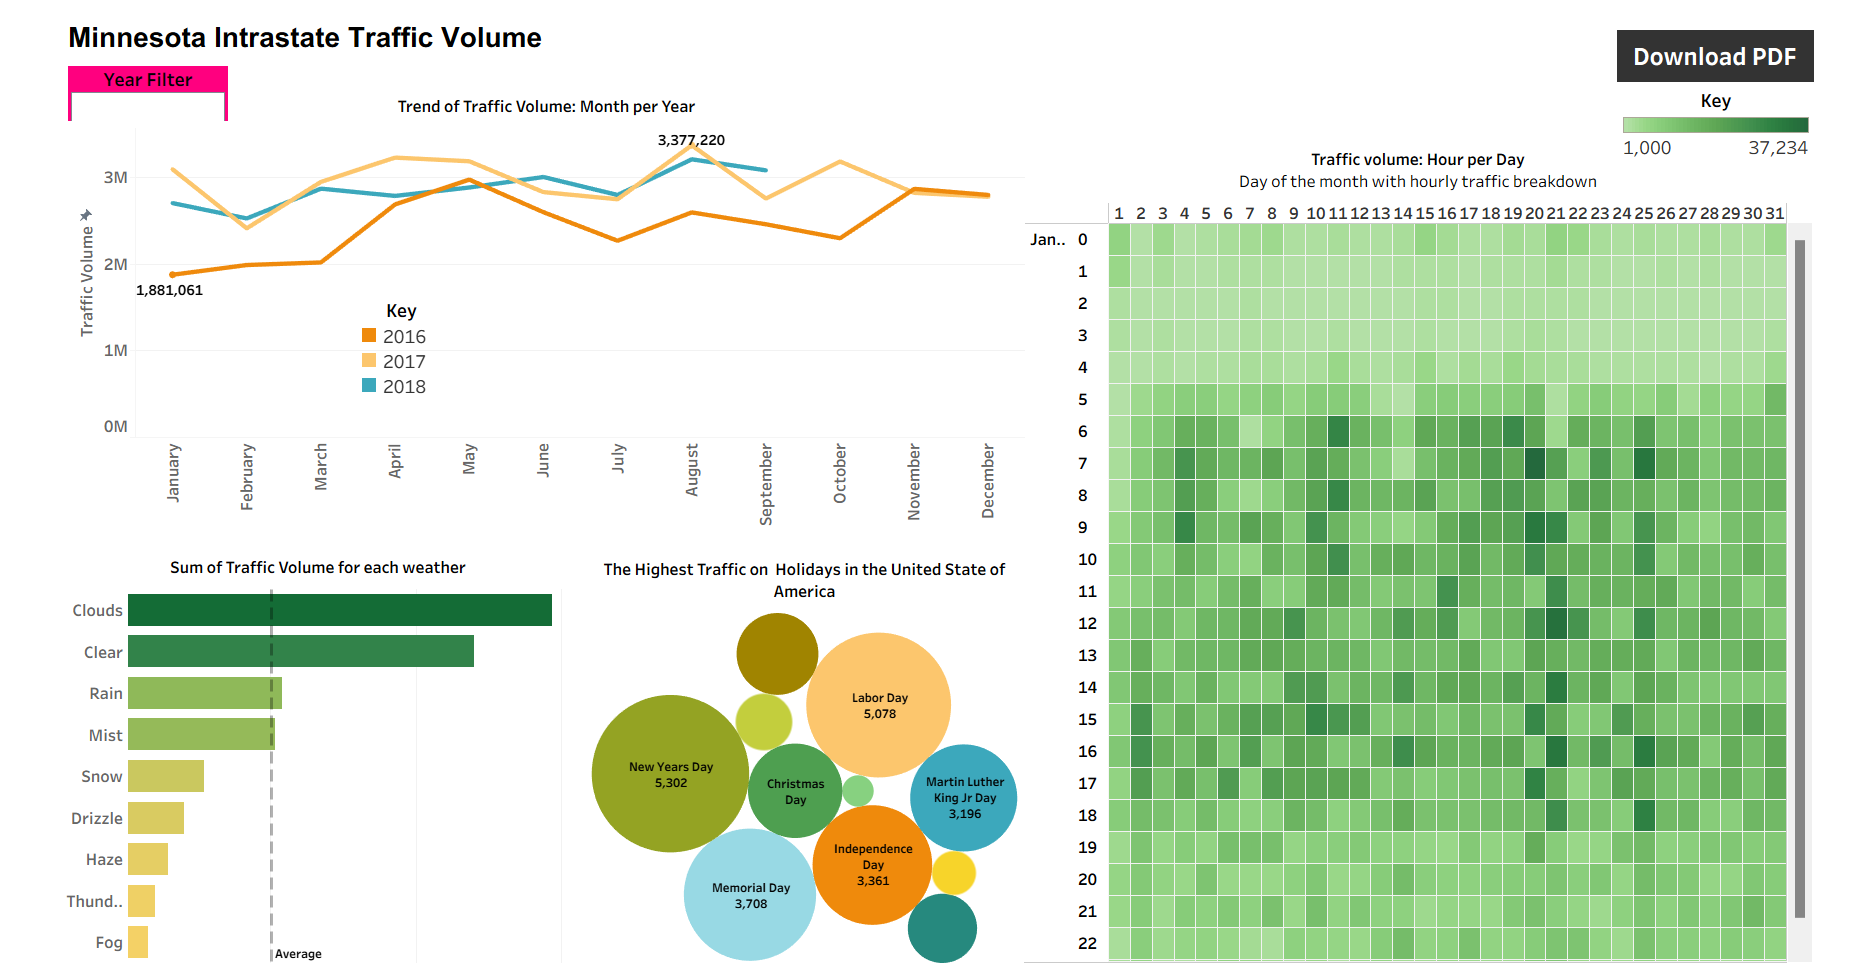 Minnesota Intrastate Traffic Volume
Year Filter
Download PDF
Key
1,000 37,234
Trend of Traffic Volume: Month per Year
3,377,220
3M
2M
1M
0M
Traffic Volume
1,881,061
Key
2016
2017
2018
January February March April May June July August September October November December
Traffic volume: Hour per Day
Day of the month with hourly traffic breakdown
1 2 3 4 5 6 7 8 9 10 11 12 13 14 15 16 17 18 19 20 21 22 23 24 25 26 27 28 29 30 31
Jan.. 0
1
2
3
4
5
6
7
8
9
10
11
12
13
14
15
16
17
18
19
20
21
22
Sum of Traffic Volume for each weather
Clouds
Clear
Rain
Mist
Snow
Drizzle
Haze
Thund..
Fog
Average
The Highest Traffic on Holidays in the United State of
America
Labor Day
5,078
New Years Day
5,302
Christmas
Day
Martin Luther
King Jr Day
3,196
Independence
Day
3,361
Memorial Day
3,708